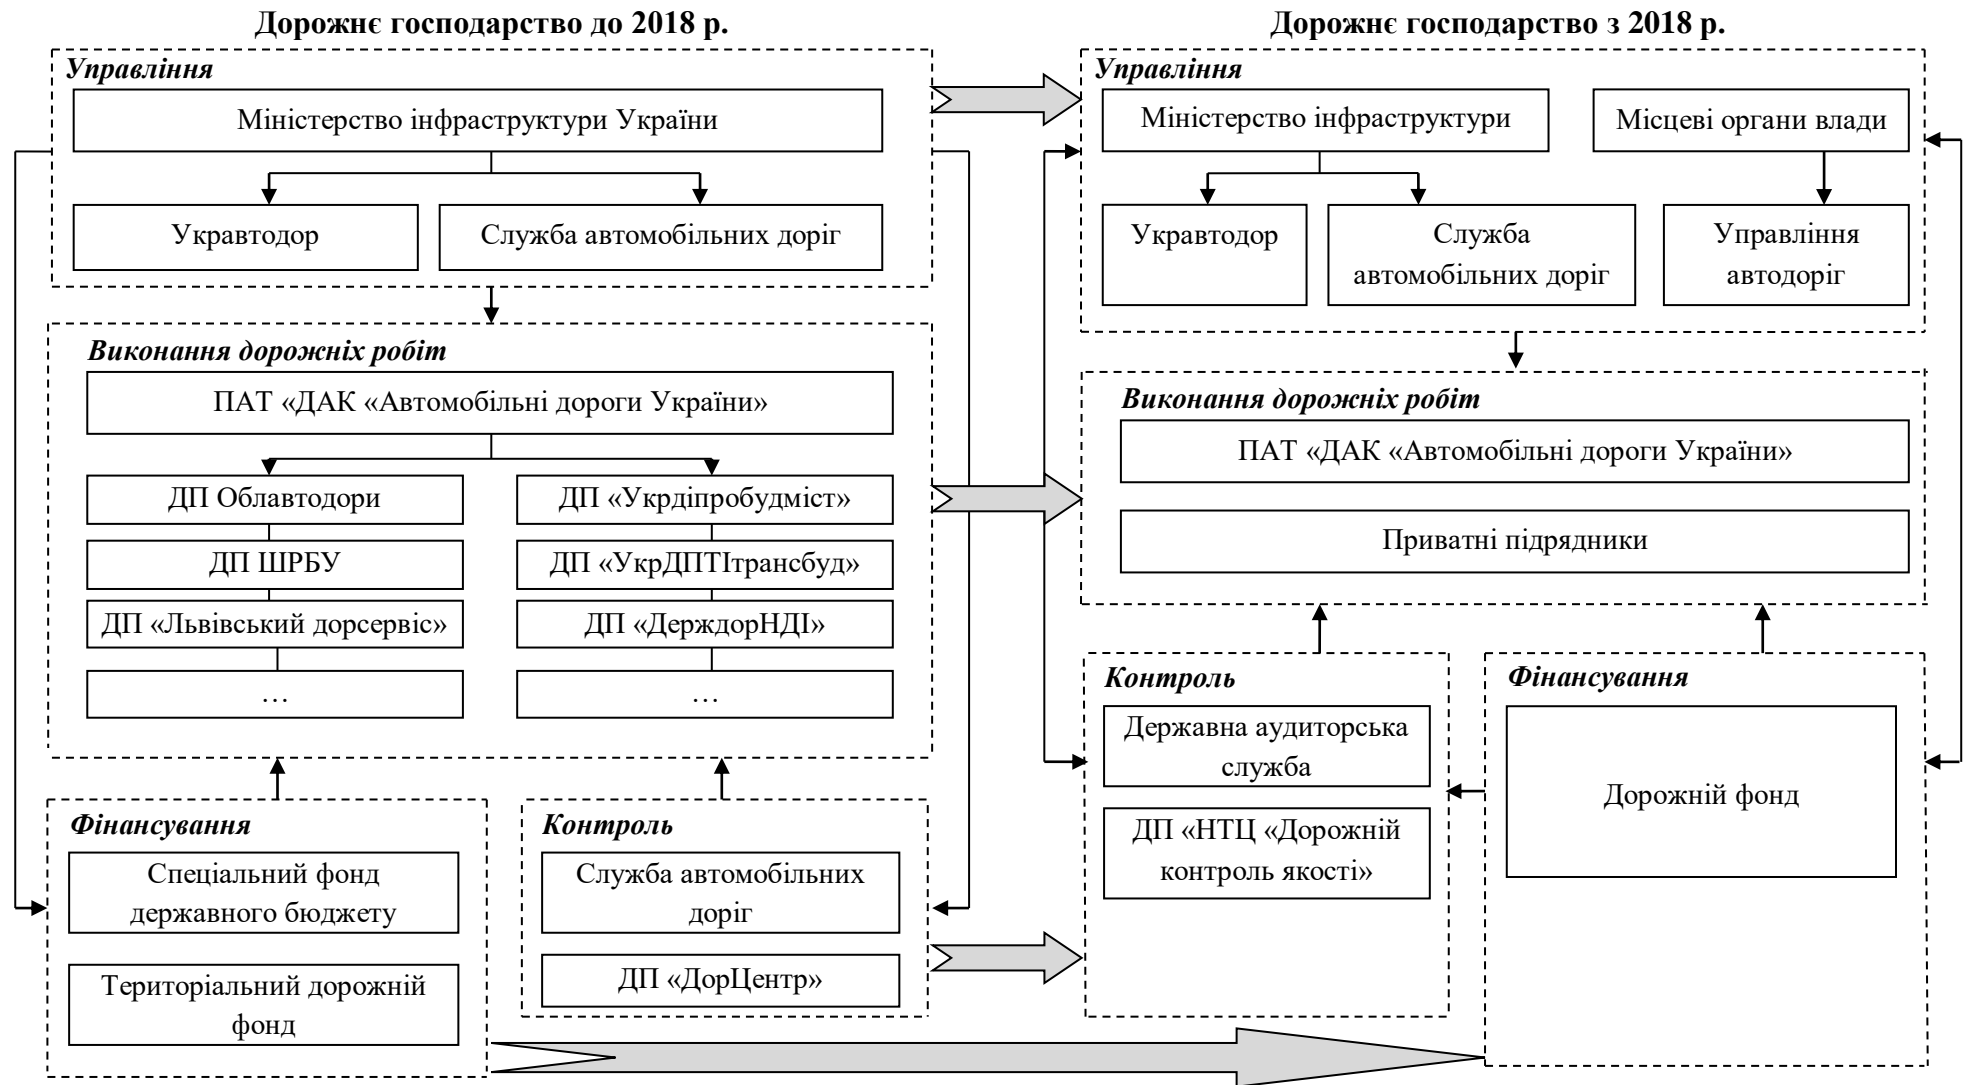 Дорожнє господарство до 2018 р.
Управління
Міністерство інфраструктури України
Укравтодор
Служба автомобільних доріг
Виконання дорожніх робіт
ПАТ «ДАК «Автомобільні дороги України»
ДП Облавтодори
ДП «Укрдіпробудміст»
ДП ШРБУ
ДП «УкрДПТІтрансбуд»
ДП «Львівський дорсервіс»
ДП «ДерждорНДІ»
…
…
Фінансування
Спеціальний фонд
державного бюджету
Територіальний дорожній
фонд
Контроль
Служба автомобільних
доріг
ДП «ДорЦентр»
Дорожнє господарство з 2018 р.
Управління
Міністерство інфраструктури
Місцеві органи влади
Укравтодор
Служба
автомобільних доріг
Управління
автодоріг
Виконання дорожніх робіт
ПАТ «ДАК «Автомобільні дороги України»
Приватні підрядники
Контроль
Державна аудиторська
служба
ДП «НТЦ «Дорожній
контроль якості»
Фінансування
Дорожній фонд